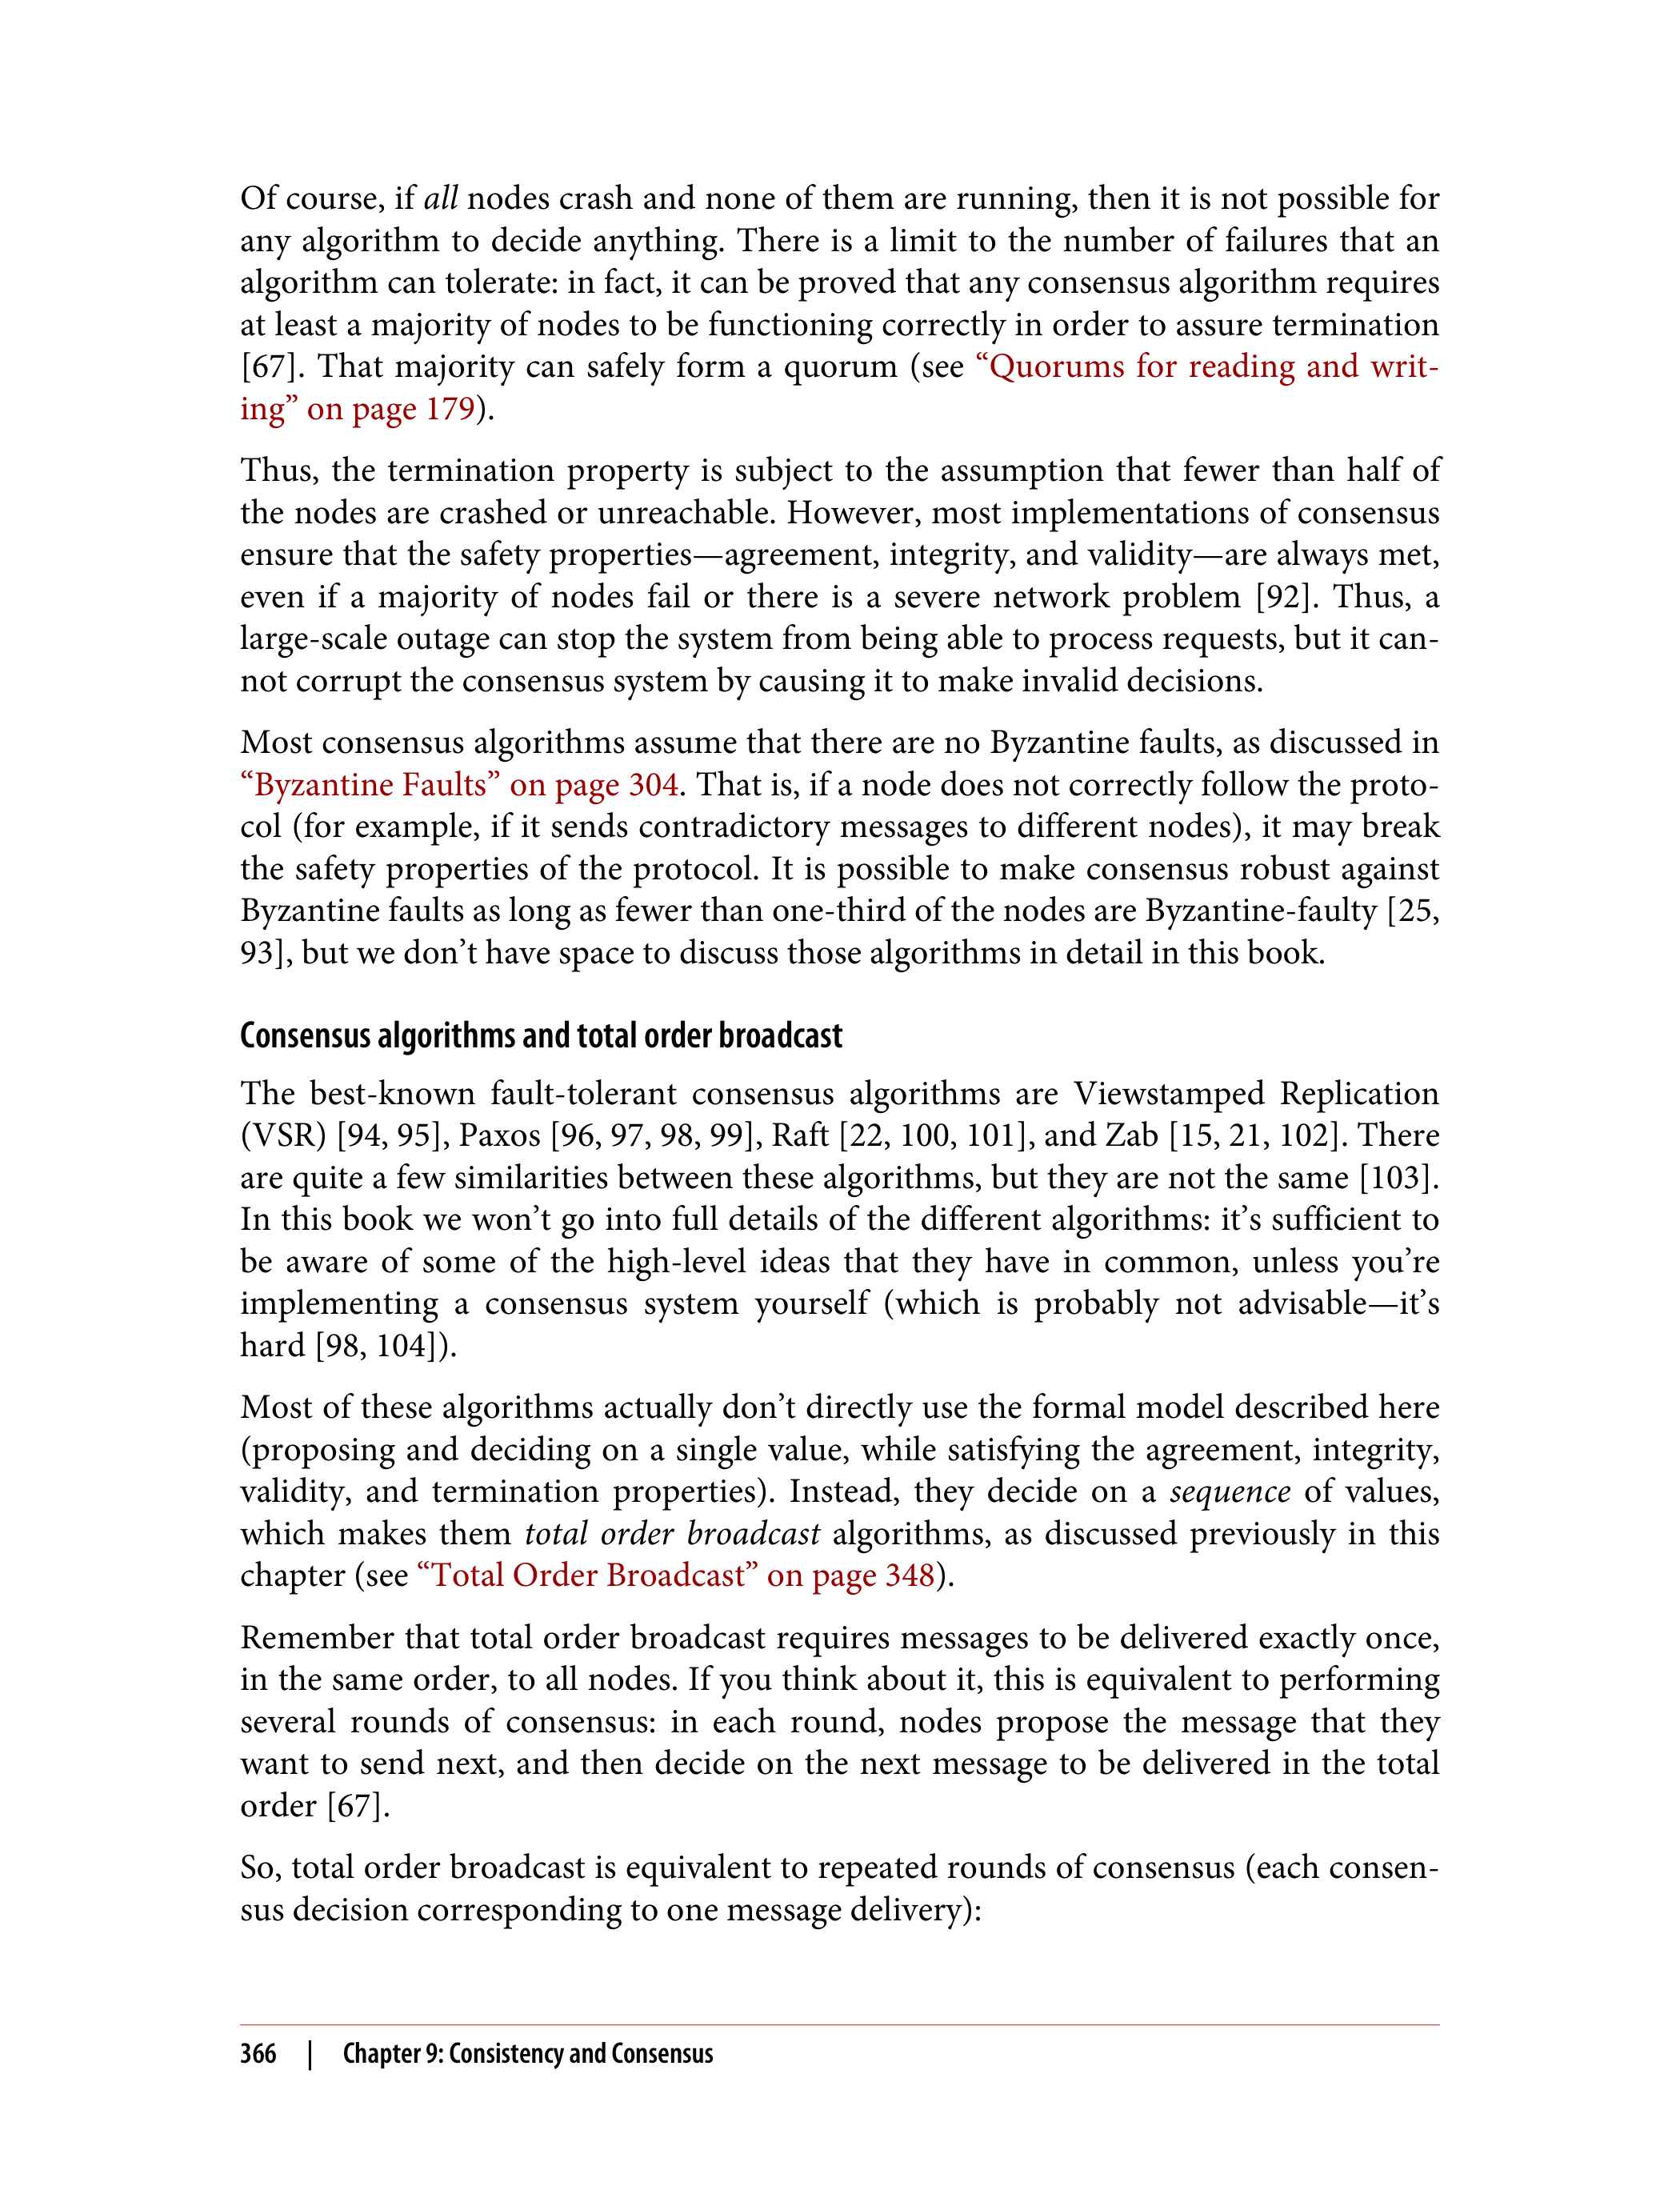 Of course, if all nodes crash and none of them are running, then it is not possible for
any algorithm to decide anything. There is a limit to the number of failures that an
algorithm can tolerate: in fact, it can be proved that any consensus algorithm requires
at least a majority of nodes to be functioning correctly in order to assure termination
[67]. That majority can safely form a quorum (see “Quorums for reading and writ-
ing” on page 179).
Thus, the termination property is subject to the assumption that fewer than half of
the nodes are crashed or unreachable. However, most implementations of consensus
ensure that the safety properties—agreement, integrity, and validity—are always met,
even if a majority of nodes fail or there is a severe network problem [92]. Thus, a
large-scale outage can stop the system from being able to process requests, but it can-
not corrupt the consensus system by causing it to make invalid decisions.
Most consensus algorithms assume that there are no Byzantine faults, as discussed in
“Byzantine Faults” on page 304. That is, if a node does not correctly follow the proto-
col (for example, if it sends contradictory messages to different nodes), it may break
the safety properties of the protocol. It is possible to make consensus robust against
Byzantine faults as long as fewer than one-third of the nodes are Byzantine-faulty [25,
93], but we don’t have space to discuss those algorithms in detail in this book.
Consensus algorithms and total order broadcast
The best-known fault-tolerant consensus algorithms are Viewstamped Replication
(VSR) [94, 95], Paxos [96, 97, 98, 99], Raft [22, 100, 101], and Zab [15, 21, 102]. There
are quite a few similarities between these algorithms, but they are not the same [103].
In this book we won’t go into full details of the different algorithms: it’s sufficient to
be aware of some of the high-level ideas that they have in common, unless you’re
implementing a consensus system yourself (which is probably not advisable—it’s
hard [98, 104]).
Most of these algorithms actually don’t directly use the formal model described here
(proposing and deciding on a single value, while satisfying the agreement, integrity,
validity, and termination properties). Instead, they decide on a sequence of values,
which makes them total order broadcast algorithms, as discussed previously in this
chapter (see “Total Order Broadcast” on page 348).
Remember that total order broadcast requires messages to be delivered exactly once,
in the same order, to all nodes. If you think about it, this is equivalent to performing
several rounds of consensus: in each round, nodes propose the message that they
want to send next, and then decide on the next message to be delivered in the total
order [67].
So, total order broadcast is equivalent to repeated rounds of consensus (each consen-
sus decision corresponding to one message delivery):
366 | Chapter 9: Consistency and Consensus